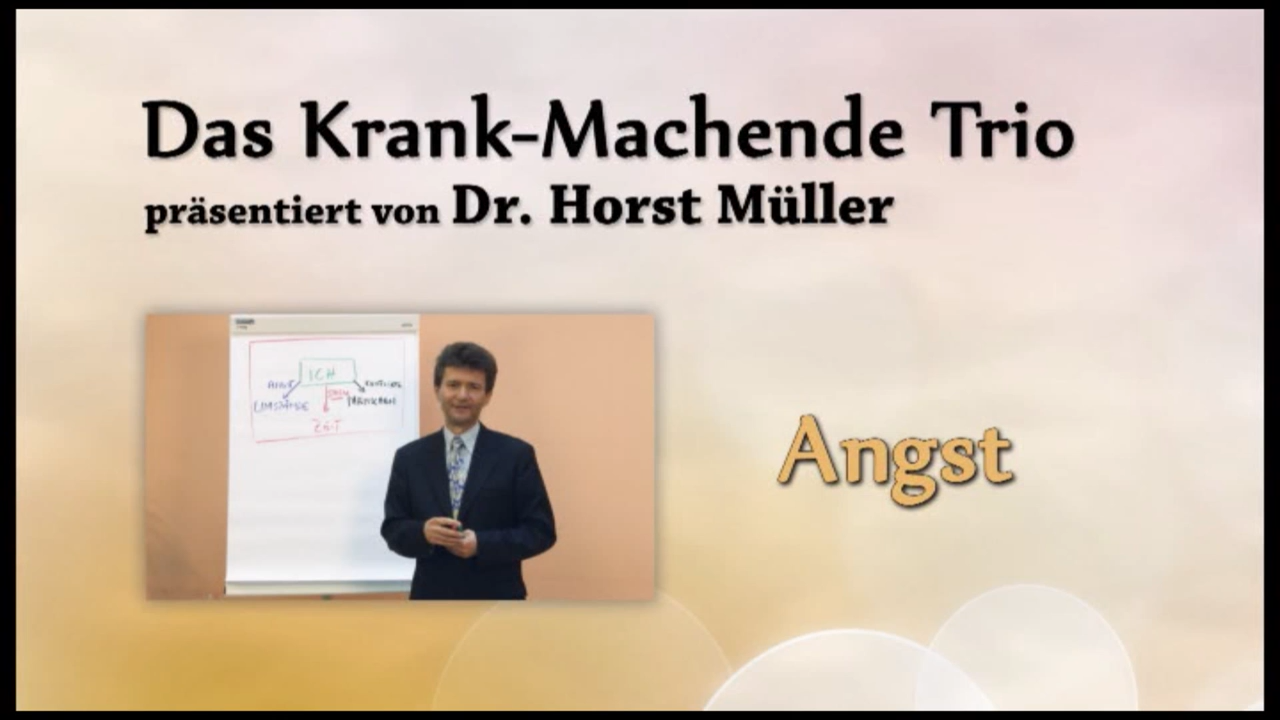 Das Krank-Machende Trio
präsentiert von Dr. Horst Müller
ICH
ZEIT
Angst